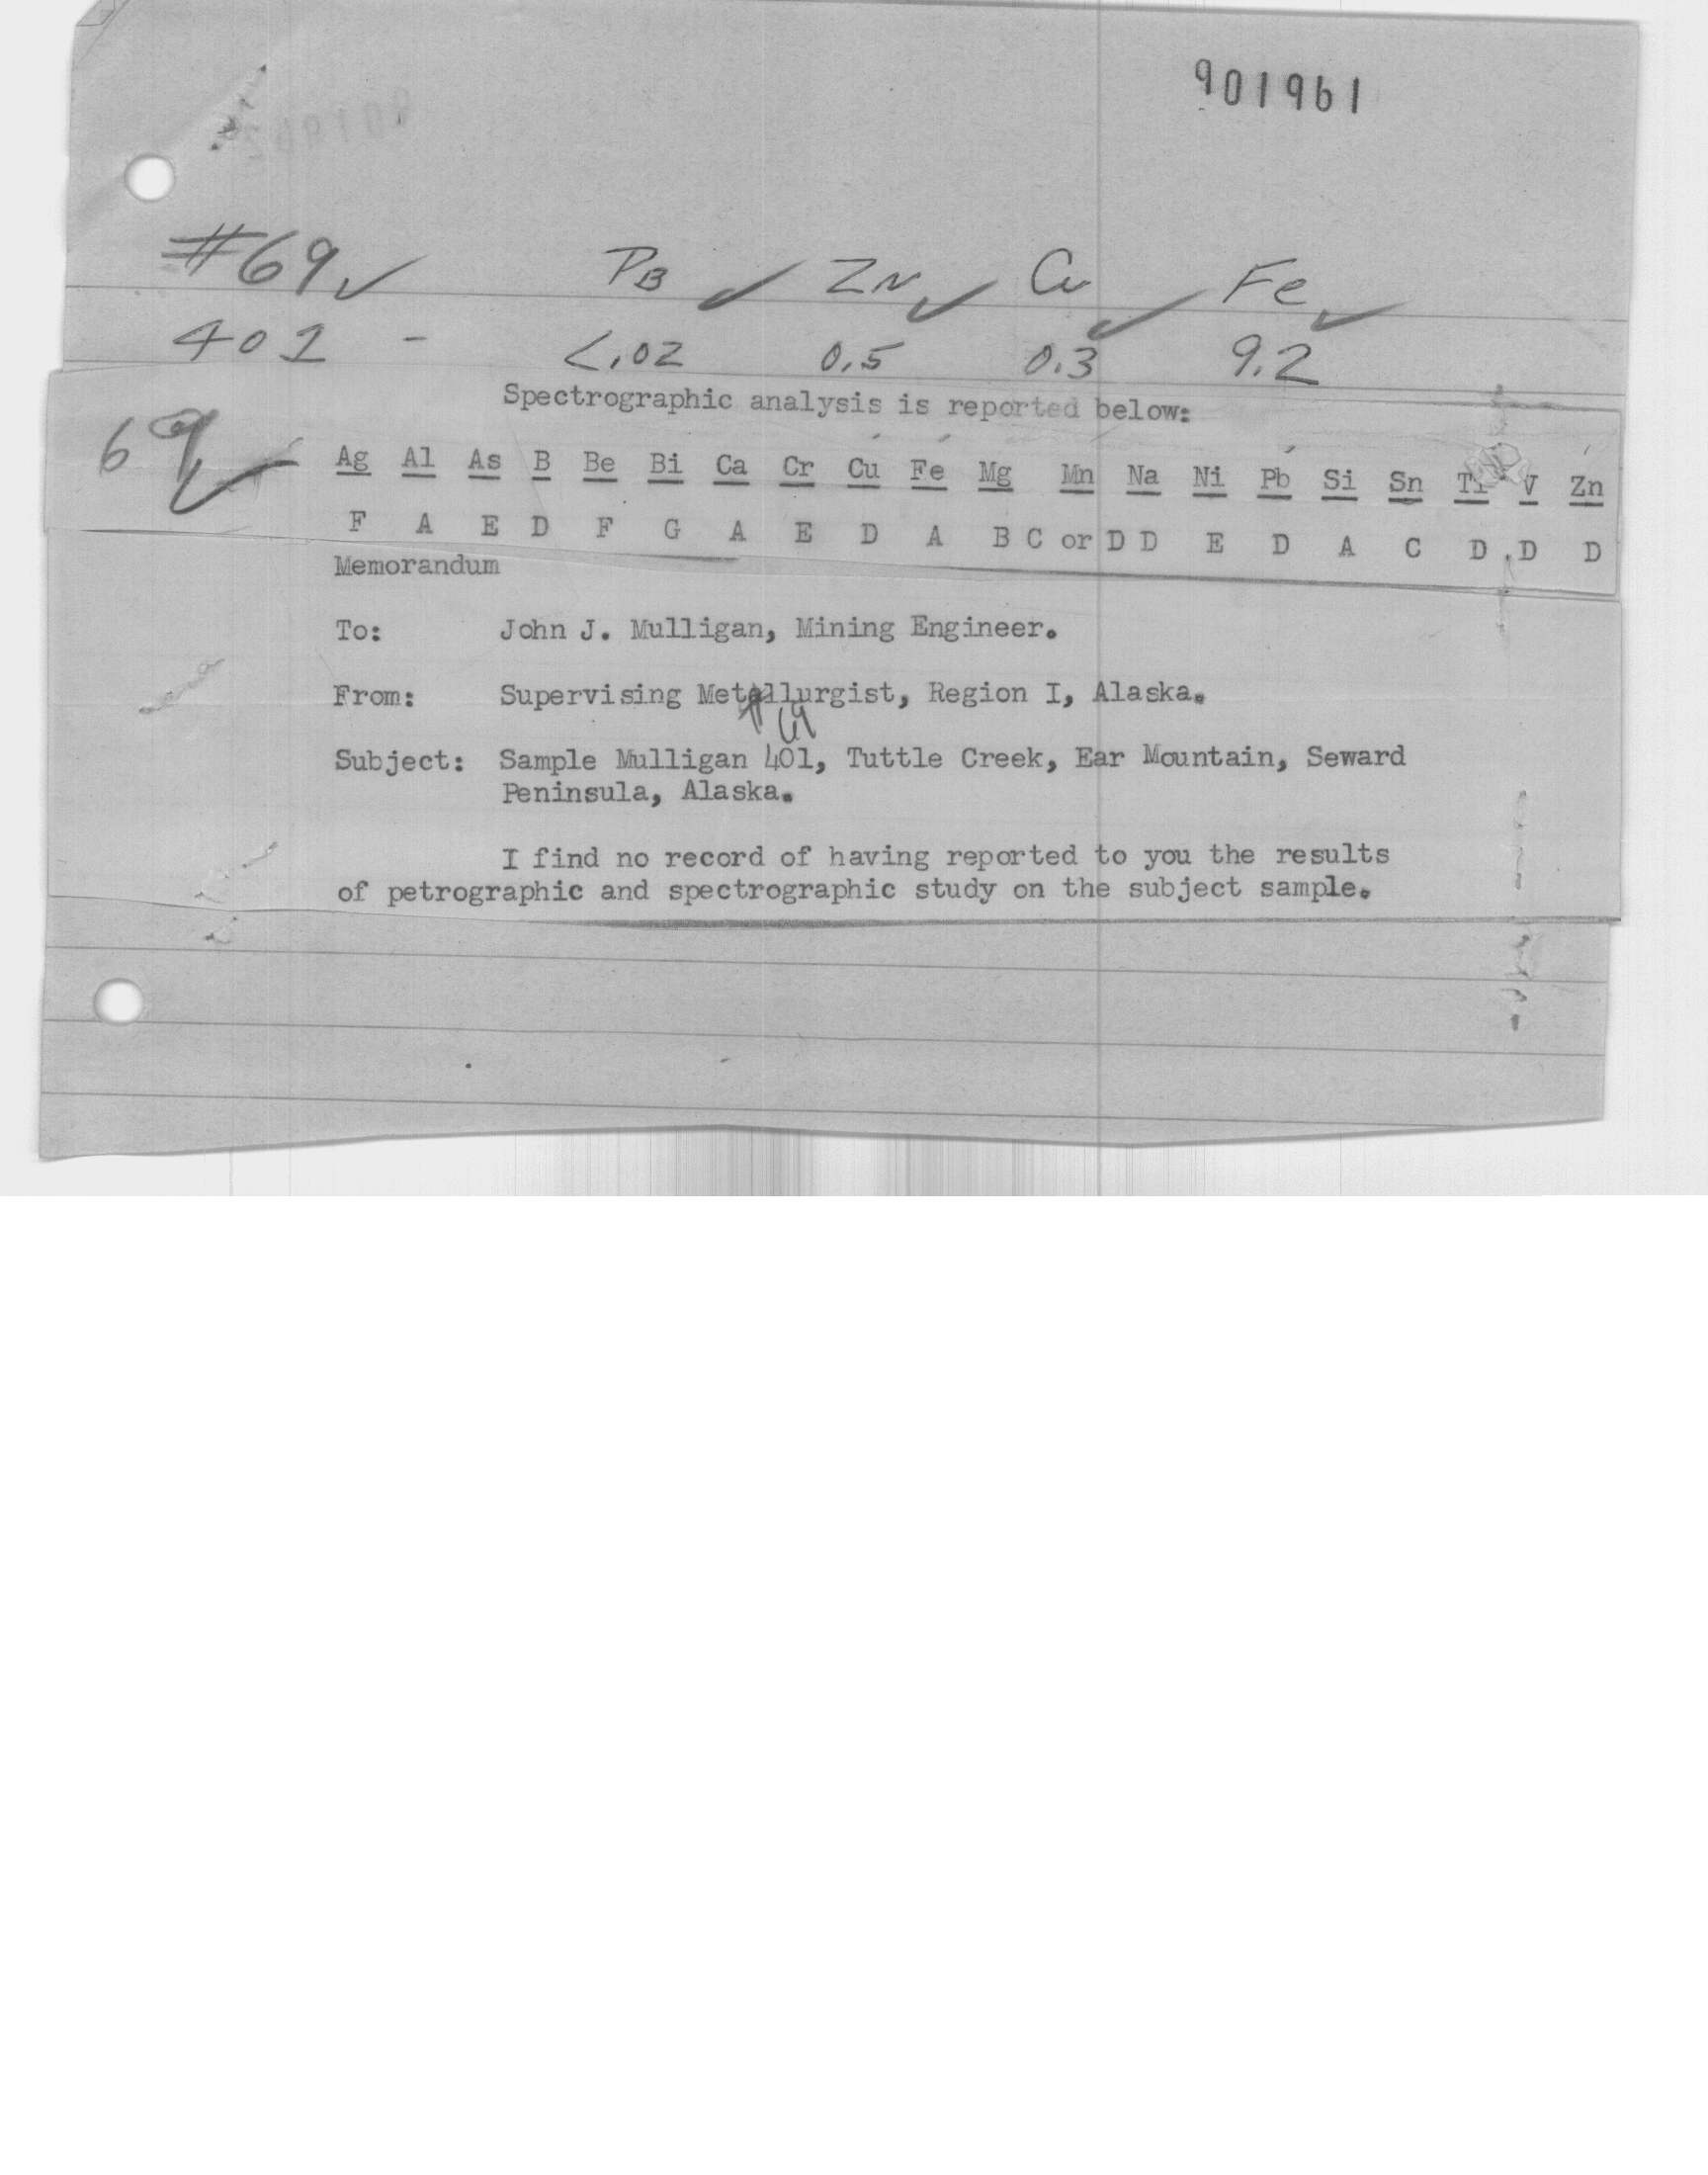 901961
#69✓ PB ✓ ZN ✓ Cu ✓ Fe ✓
401 - <.02 0.5 0.3 9.2
Spectrographic analysis is reported below:
69✓ Ag Al As B Be Bi Ca Cr Cu Fe Mg Mn Na Ni Pb Si Sn Ti V Zn
F A E D F G A E D A B C or D D E D A C D D D
Memorandum
To: John J. Mulligan, Mining Engineer.
From: Supervising Metallurgist, Region I, Alaska.
#69
Subject: Sample Mulligan 401, Tuttle Creek, Ear Mountain, Seward
Peninsula, Alaska.
I find no record of having reported to you the results
of petrographic and spectrographic study on the subject sample.